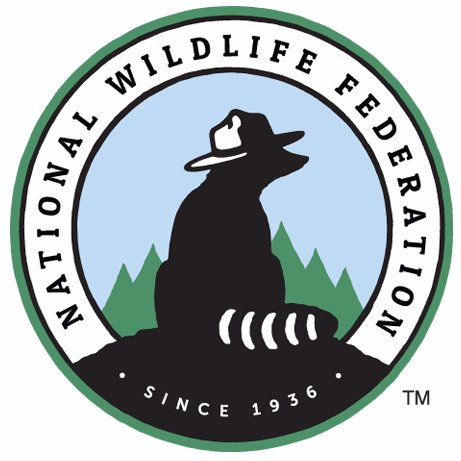 NATIONAL WILDLIFE FEDERATION
• SINCE 1936 •
TM